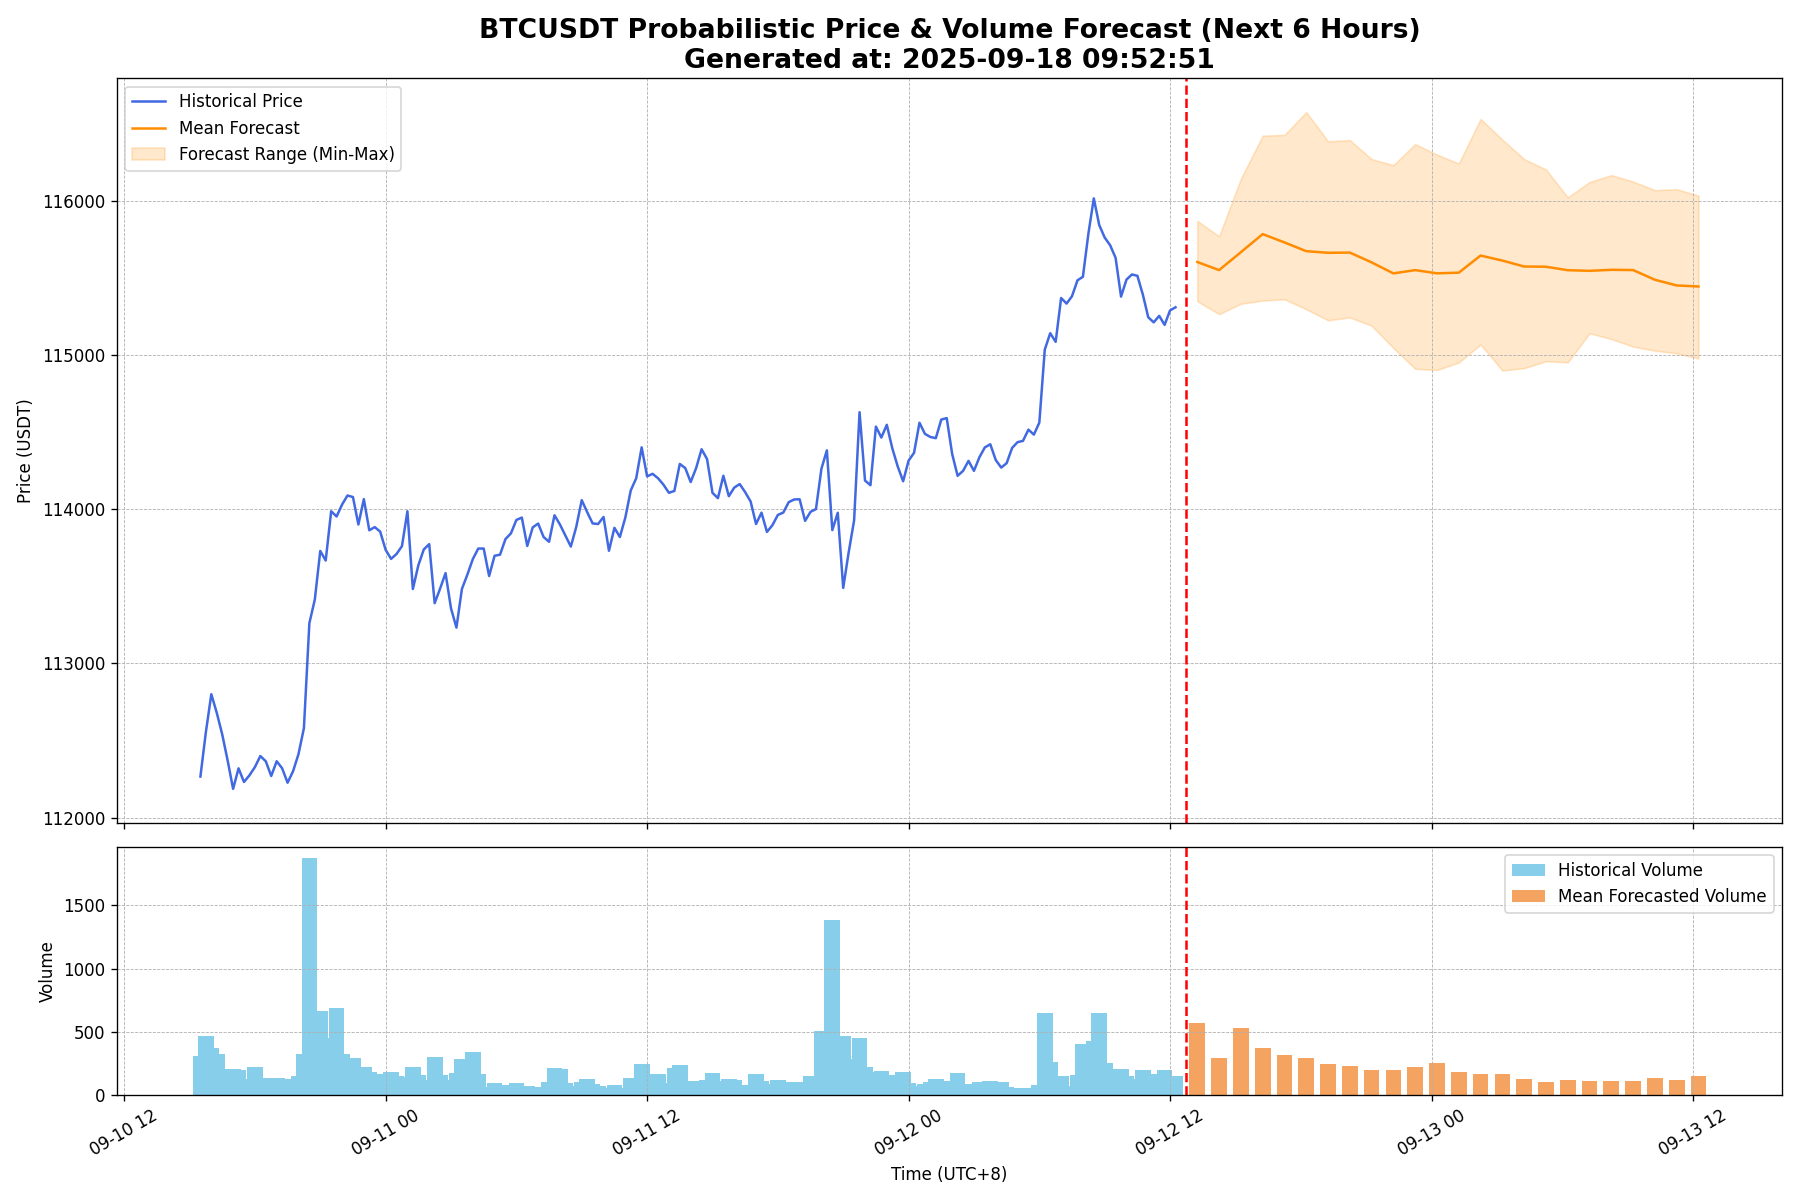 BTCUSDT Probabilistic Price & Volume Forecast (Next 6 Hours)
Generated at: 2025-09-18 09:52:51
Historical Price
Mean Forecast
Forecast Range (Min-Max)
116000
115000
114000
113000
112000
Price (USDT)
Historical Volume
Mean Forecasted Volume
1500
1000
500
0
Volume
09-10 12
09-11 00
09-11 12
09-12 00
09-12 12
09-13 00
09-13 12
Time (UTC+8)